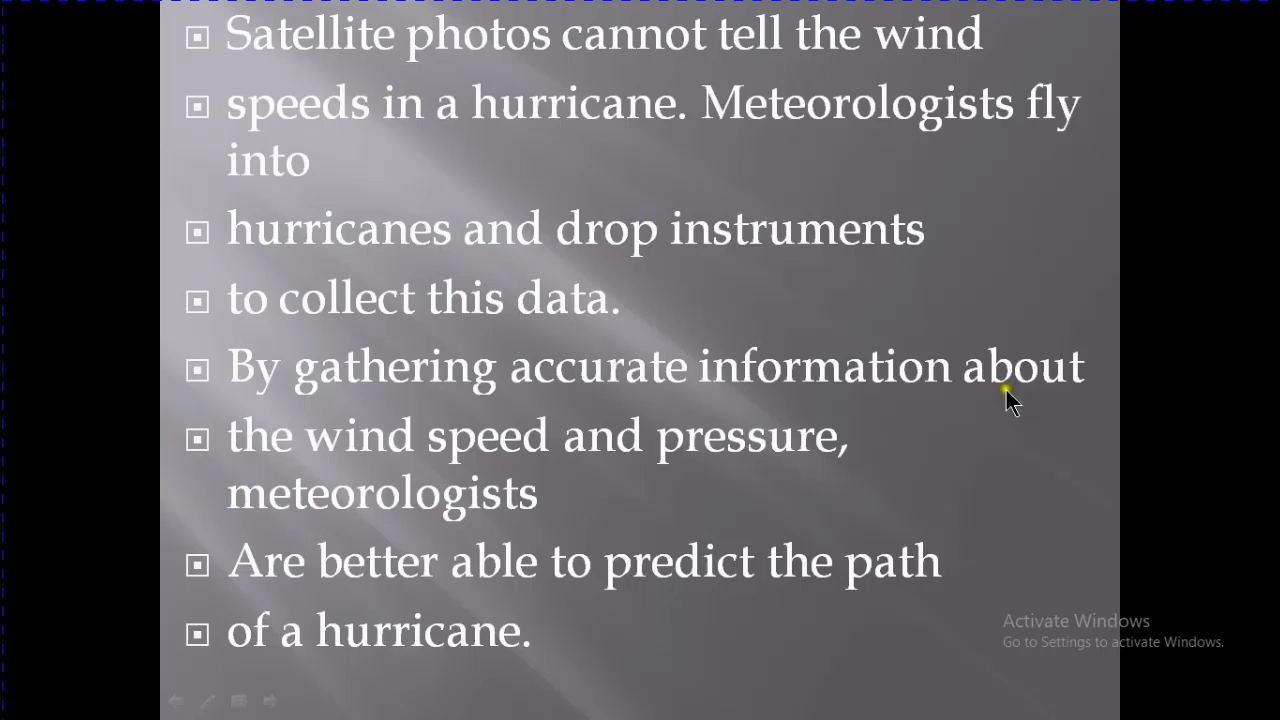 Satellite photos cannot tell the wind
speeds in a hurricane. Meteorologists fly
into
hurricanes and drop instruments
to collect this data.
By gathering accurate information about
the wind speed and pressure,
meteorologists
Are better able to predict the path
of a hurricane.
Activate Windows
Go to Settings to activate Windows.